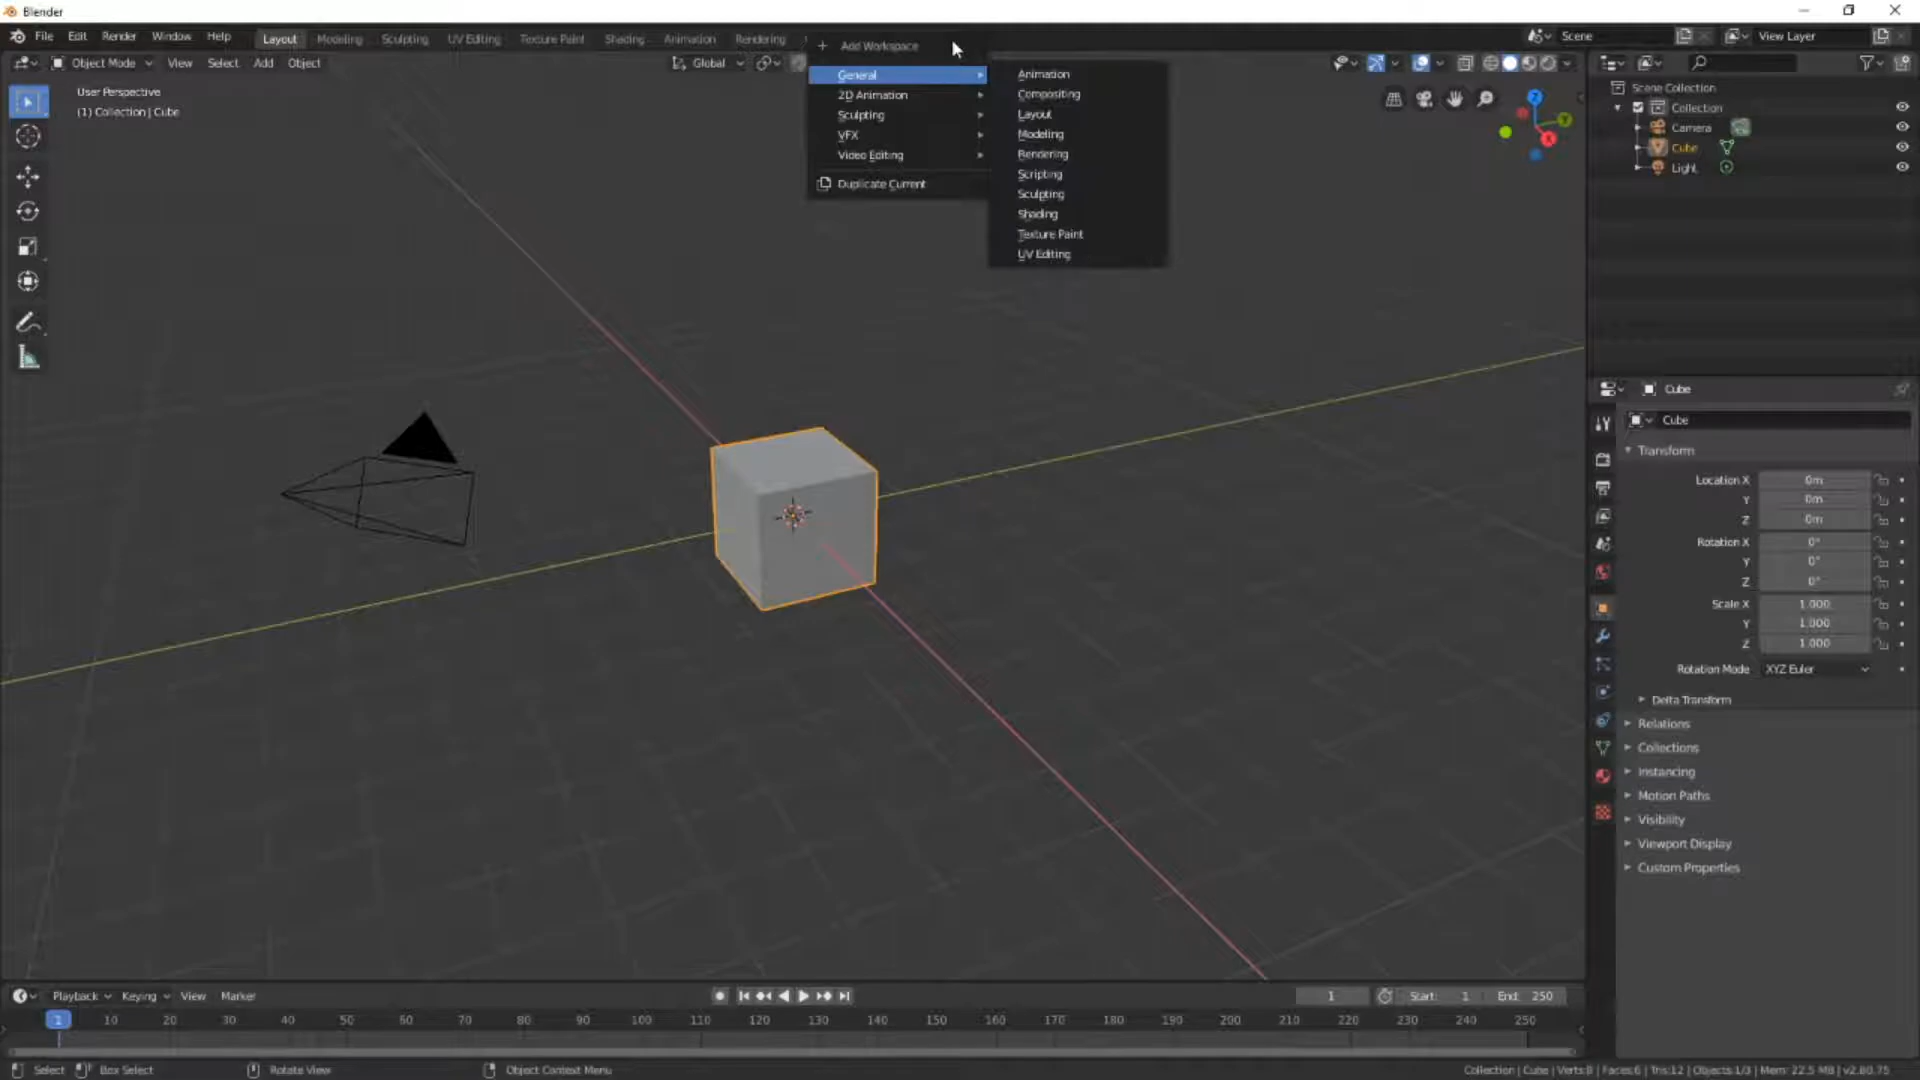 Blender
File Edit Render Window Help Layout Modeling Sculpting UV Editing Texture Paint Shading Animation Rendering
Scene View Layer
Object Mode View Select Add Object Global
User Perspective
(1) Collection | Cube
Add Workspace
General
2D Animation
Sculpting
VFX
Video Editing
Duplicate Current
Animation
Compositing
Layout
Modeling
Rendering
Scripting
Sculpting
Shading
Texture Paint
UV Editing
Z
Y
X
Scene Collection
Collection
Camera
Cube
Light
Cube
Cube
Transform
Location X 0m
Y 0m
Z 0m
Rotation X 0°
Y 0°
Z 0°
Scale X 1.000
Y 1.000
Z 1.000
Rotation Mode XYZ Euler
Delta Transform
Relations
Collections
Instancing
Motion Paths
Visibility
Viewport Display
Custom Properties
Playback Keying View Marker 1 Start: 1 End: 250
1 10 20 30 40 50 60 70 80 90 100 110 120 130 140 150 160 170 180 190 200 210 220 230 240 250
Select Box Select Rotate View Object Context Menu Collection | Cube | Verts:8 | Faces:6 | Tris:12 | Objects:1/3 | Mem: 22.5 MB | v2.80.75